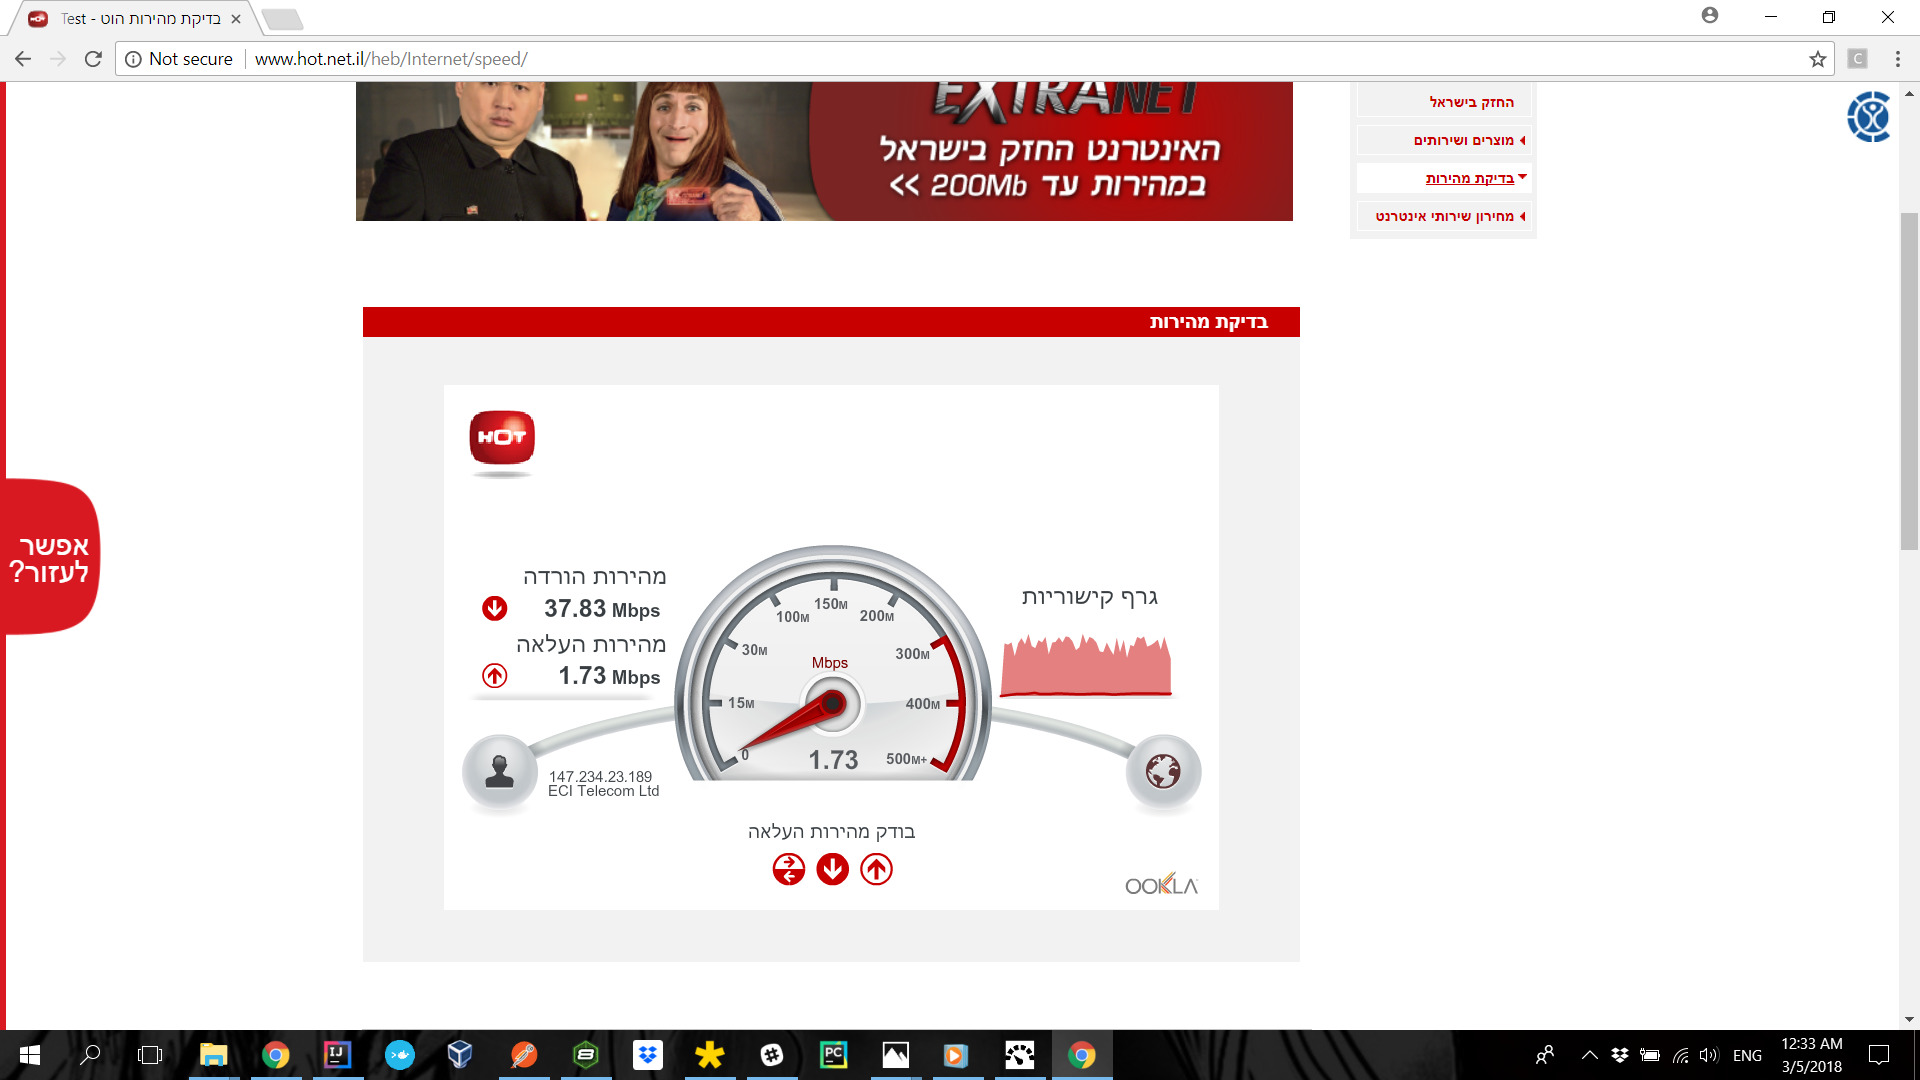 Test - בדיקת מהירות הוט
Not secure
www.hot.net.il/heb/Internet/speed/
C
EXTRANET
האינטרנט החזק בישראל
במהירות עד 200Mb >>
החזק בישראל
מוצרים ושירותים
בדיקת מהירות
מחירון שירותי אינטרנט
בדיקת מהירות
HOT
אפשר
לעזור?
מהירות הורדה
37.83 Mbps
מהירות העלאה
1.73 Mbps
147.234.23.189
ECI Telecom Ltd
0
15M
30M
100M
150M
200M
300M
400M
500M+
Mbps
1.73
גרף קישוריות
בודק מהירות העלאה
OOKLA
IJ
8
PC
ENG
12:33 AM
3/5/2018